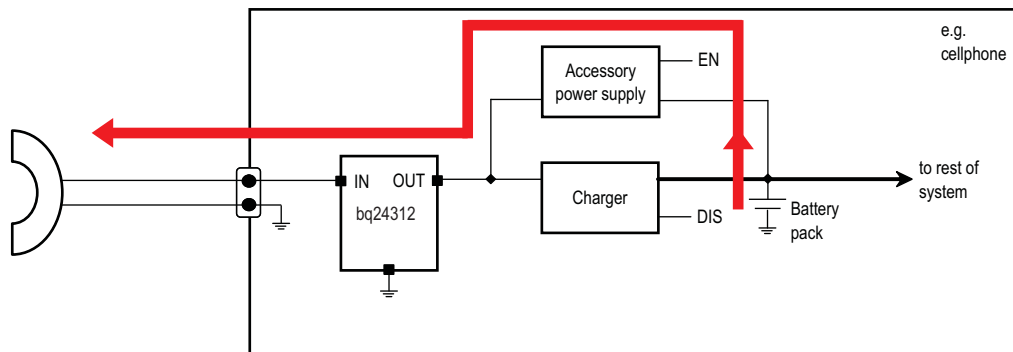 e.g.
cellphone
Accessory
power supply
EN
IN
OUT
bq24312
Charger
DIS
Battery
pack
to rest of
system